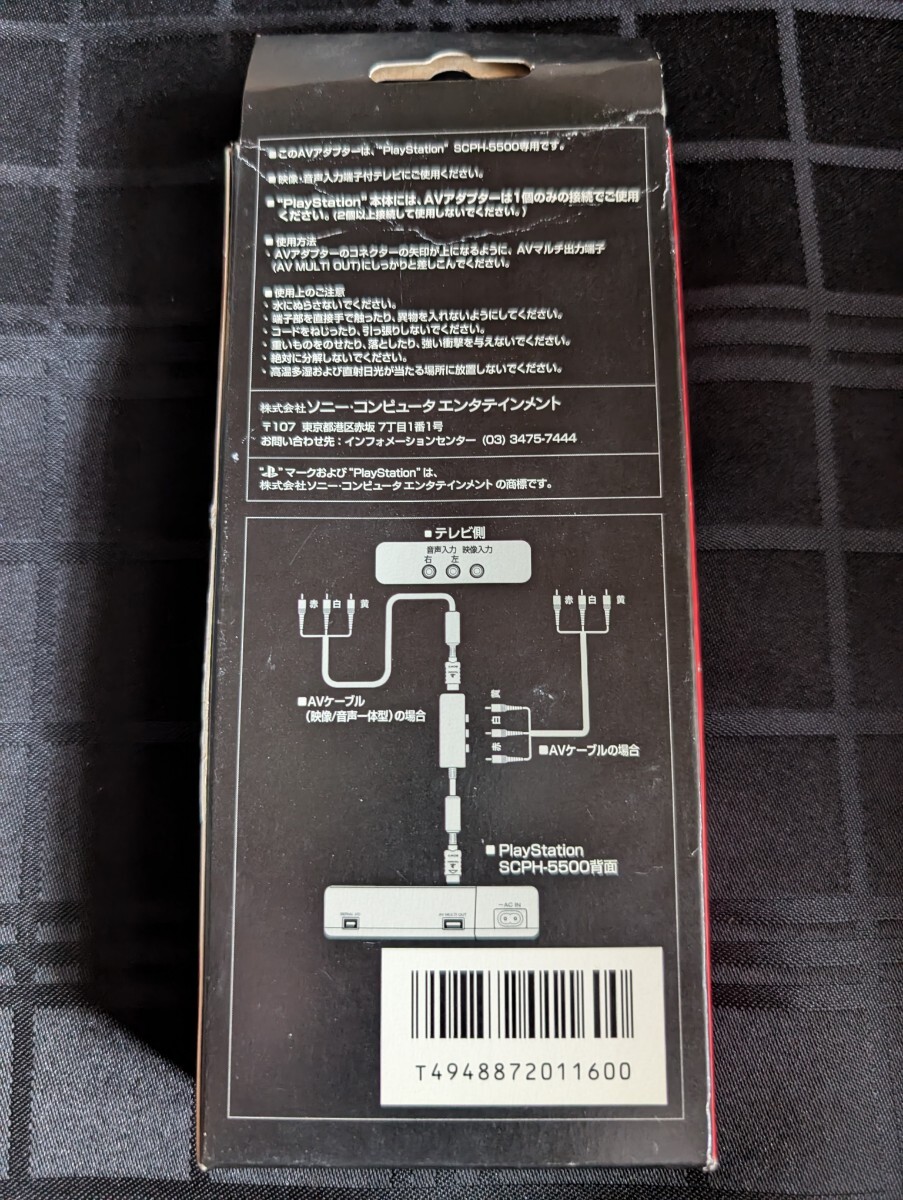 ■このAVアダプターは、"PlayStation" SCPH-5500専用です。
■映像・音声入力端子付テレビにご使用ください。
■"PlayStation"本体には、AVアダプターは1個のみの接続でご使用
ください。(2個以上接続して使用しないでください。)
■使用方法
・AVアダプターのコネクターの矢印が上になるように、AVマルチ出力端子
(AV MULTI OUT)にしっかりと差しこんでください。
■使用上のご注意
・水にぬらさないでください。
・端子部を直接手で触ったり、異物を入れないようにしてください。
・コードをねじったり、引っ張りしないでください。
・重いものをのせたり、落としたり、強い衝撃を与えないでください。
・絶対に分解しないでください。
・高湿多湿および直射日光が当たる場所に放置しないでください。
株式会社ソニー・コンピュータエンタテインメント
〒107 東京都港区赤坂7丁目1番1号
お問い合わせ先:インフォメーションセンター (03) 3475-7444
" "マークおよび"PlayStation"は、
株式会社ソニー・コンピュータエンタテインメントの商標です。
■テレビ側
音声入力 映像入力
右 左
赤 白 黄
赤 白 黄
■AVケーブル
(映像/音声一体型)の場合
黄
白
赤
■AVケーブルの場合
■PlayStation
SCPH-5500背面
SERIAL I/O
AV MULTI OUT
~AC IN
T4948872011600